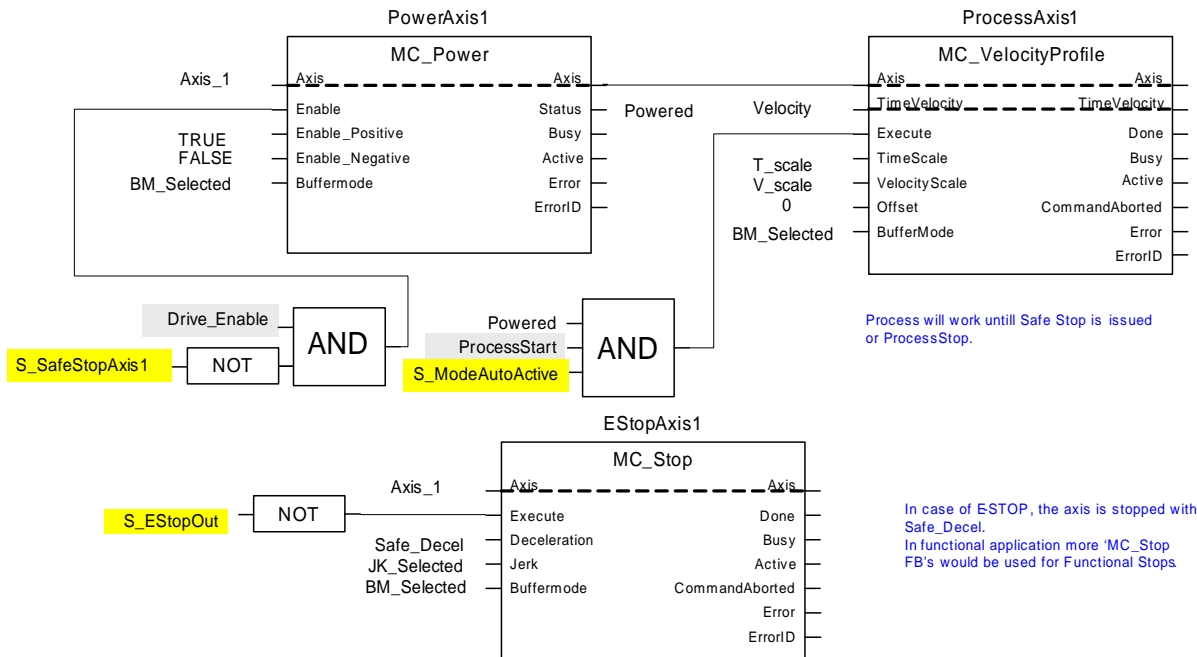 PowerAxis1
MC_Power
Axis_1
Axis Axis
Enable Status
Powered
TRUE
Enable_Positive Busy
FALSE
Enable_Negative Active
BM_Selected
Buffermode Error
ErrorID
ProcessAxis1
MC_VelocityProfile
Axis Axis
Velocity
TimeVelocity TimeVelocity
Execute Done
T_scale
TimeScale Busy
V_scale
VelocityScale Active
0
Offset CommandAborted
BM_Selected
BufferMode Error
ErrorID
Drive_Enable
S_SafeStopAxis1
NOT
AND
Powered
ProcessStart
S_ModeAutoActive
AND
Process will work untill Safe Stop is issued
or ProcessStop.
EStopAxis1
MC_Stop
Axis_1
Axis Axis
S_EStopOut
NOT
Execute Done
Safe_Decel
Deceleration Busy
JK_Selected
Jerk Active
BM_Selected
Buffermode CommandAborted
Error
ErrorID
In case of E-STOP, the axis is stopped with
Safe_Decel.
In functional application more ‘MC_Stop
FB’s would be used for Functional Stops.